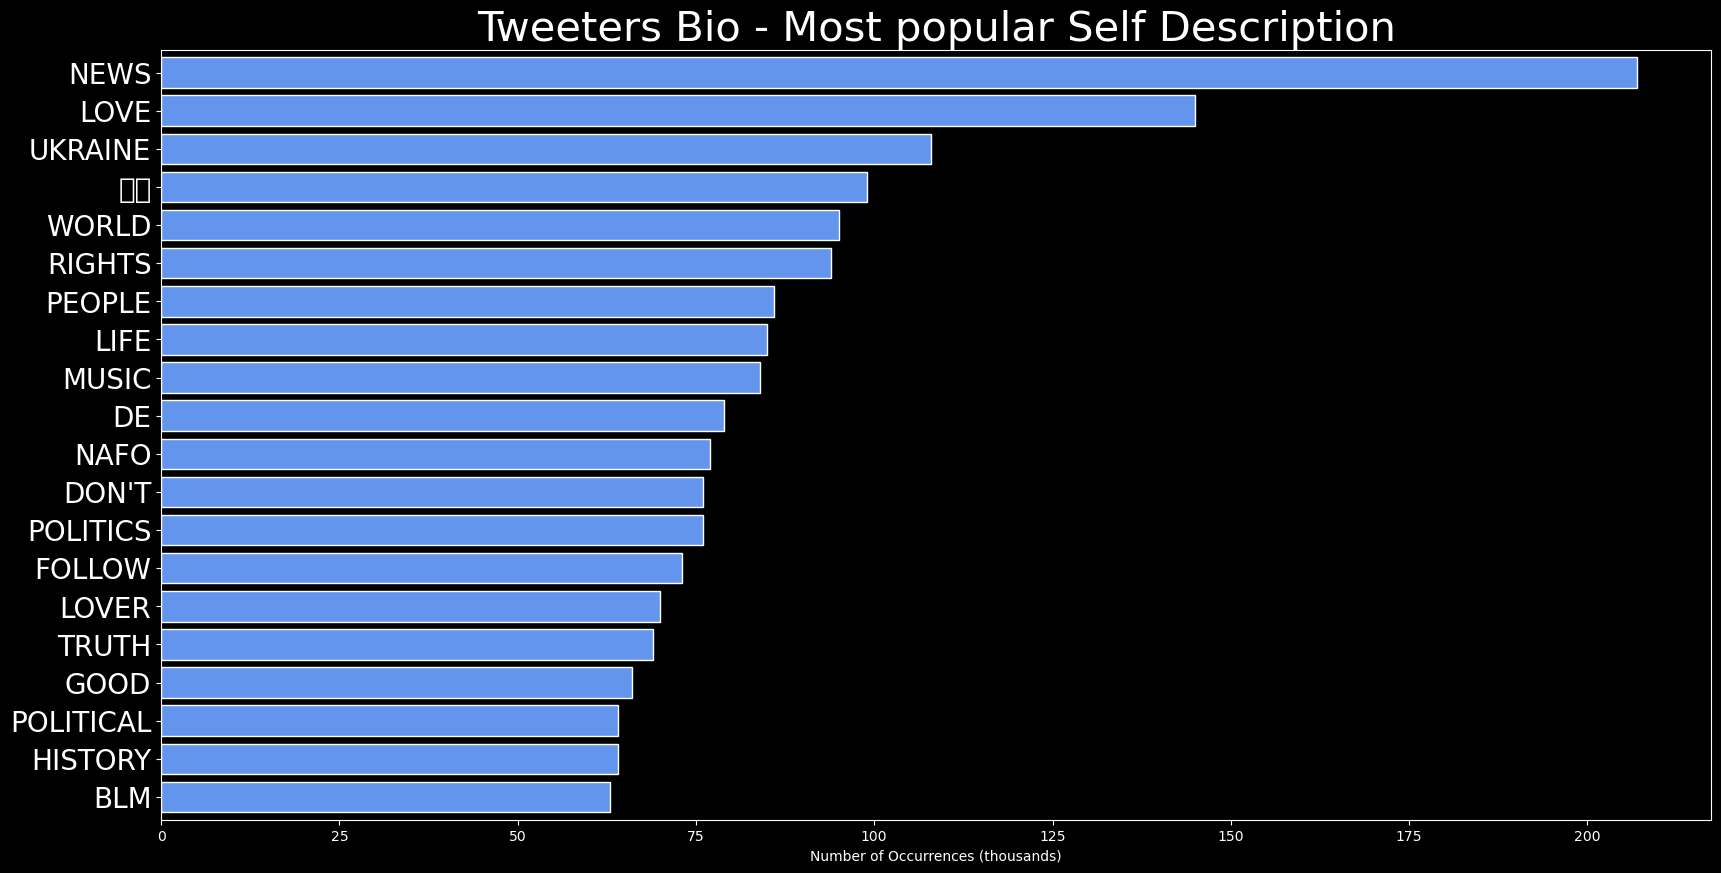 Tweeters Bio - Most popular Self Description
NEWS
LOVE
UKRAINE
WORLD
RIGHTS
PEOPLE
LIFE
MUSIC
DE
NAFO
DON'T
POLITICS
FOLLOW
LOVER
TRUTH
GOOD
POLITICAL
HISTORY
BLM
0 25 50 75 100 125 150 175 200
Number of Occurrences (thousands)